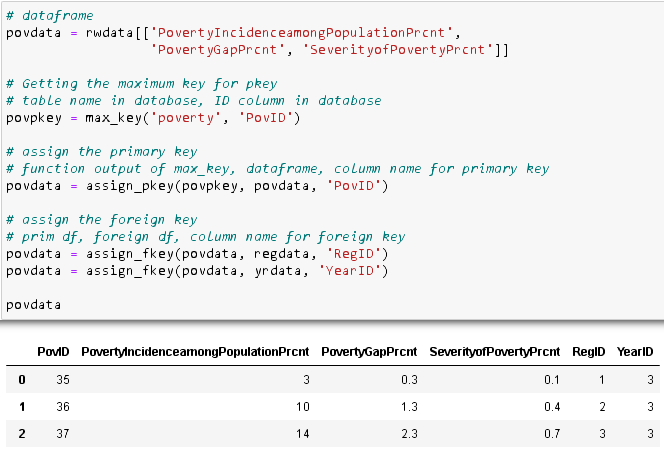 # dataframe
povdata = rwdata[['PovertyIncidenceamongPopulationPrcnt',
'PovertyGapPrcnt', 'SeverityofPovertyPrcnt']]
# Getting the maximum key for pkey
# table name in database, ID column in database
povpkey = max_key('poverty', 'PovID')
# assign the primary key
# function output of max_key, dataframe, column name for primary key
povdata = assign_pkey(povpkey, povdata, 'PovID')
# assign the foreign key
# prim df, foreign df, column name for foreign key
povdata = assign_fkey(povdata, regdata, 'RegID')
povdata = assign_fkey(povdata, yrdata, 'YearID')
povdata
PovID PovertyIncidenceamongPopulationPrcnt PovertyGapPrcnt SeverityofPovertyPrcnt RegID YearID
0 35 3 0.3 0.1 1 3
1 36 10 1.3 0.4 2 3
2 37 14 2.3 0.7 3 3